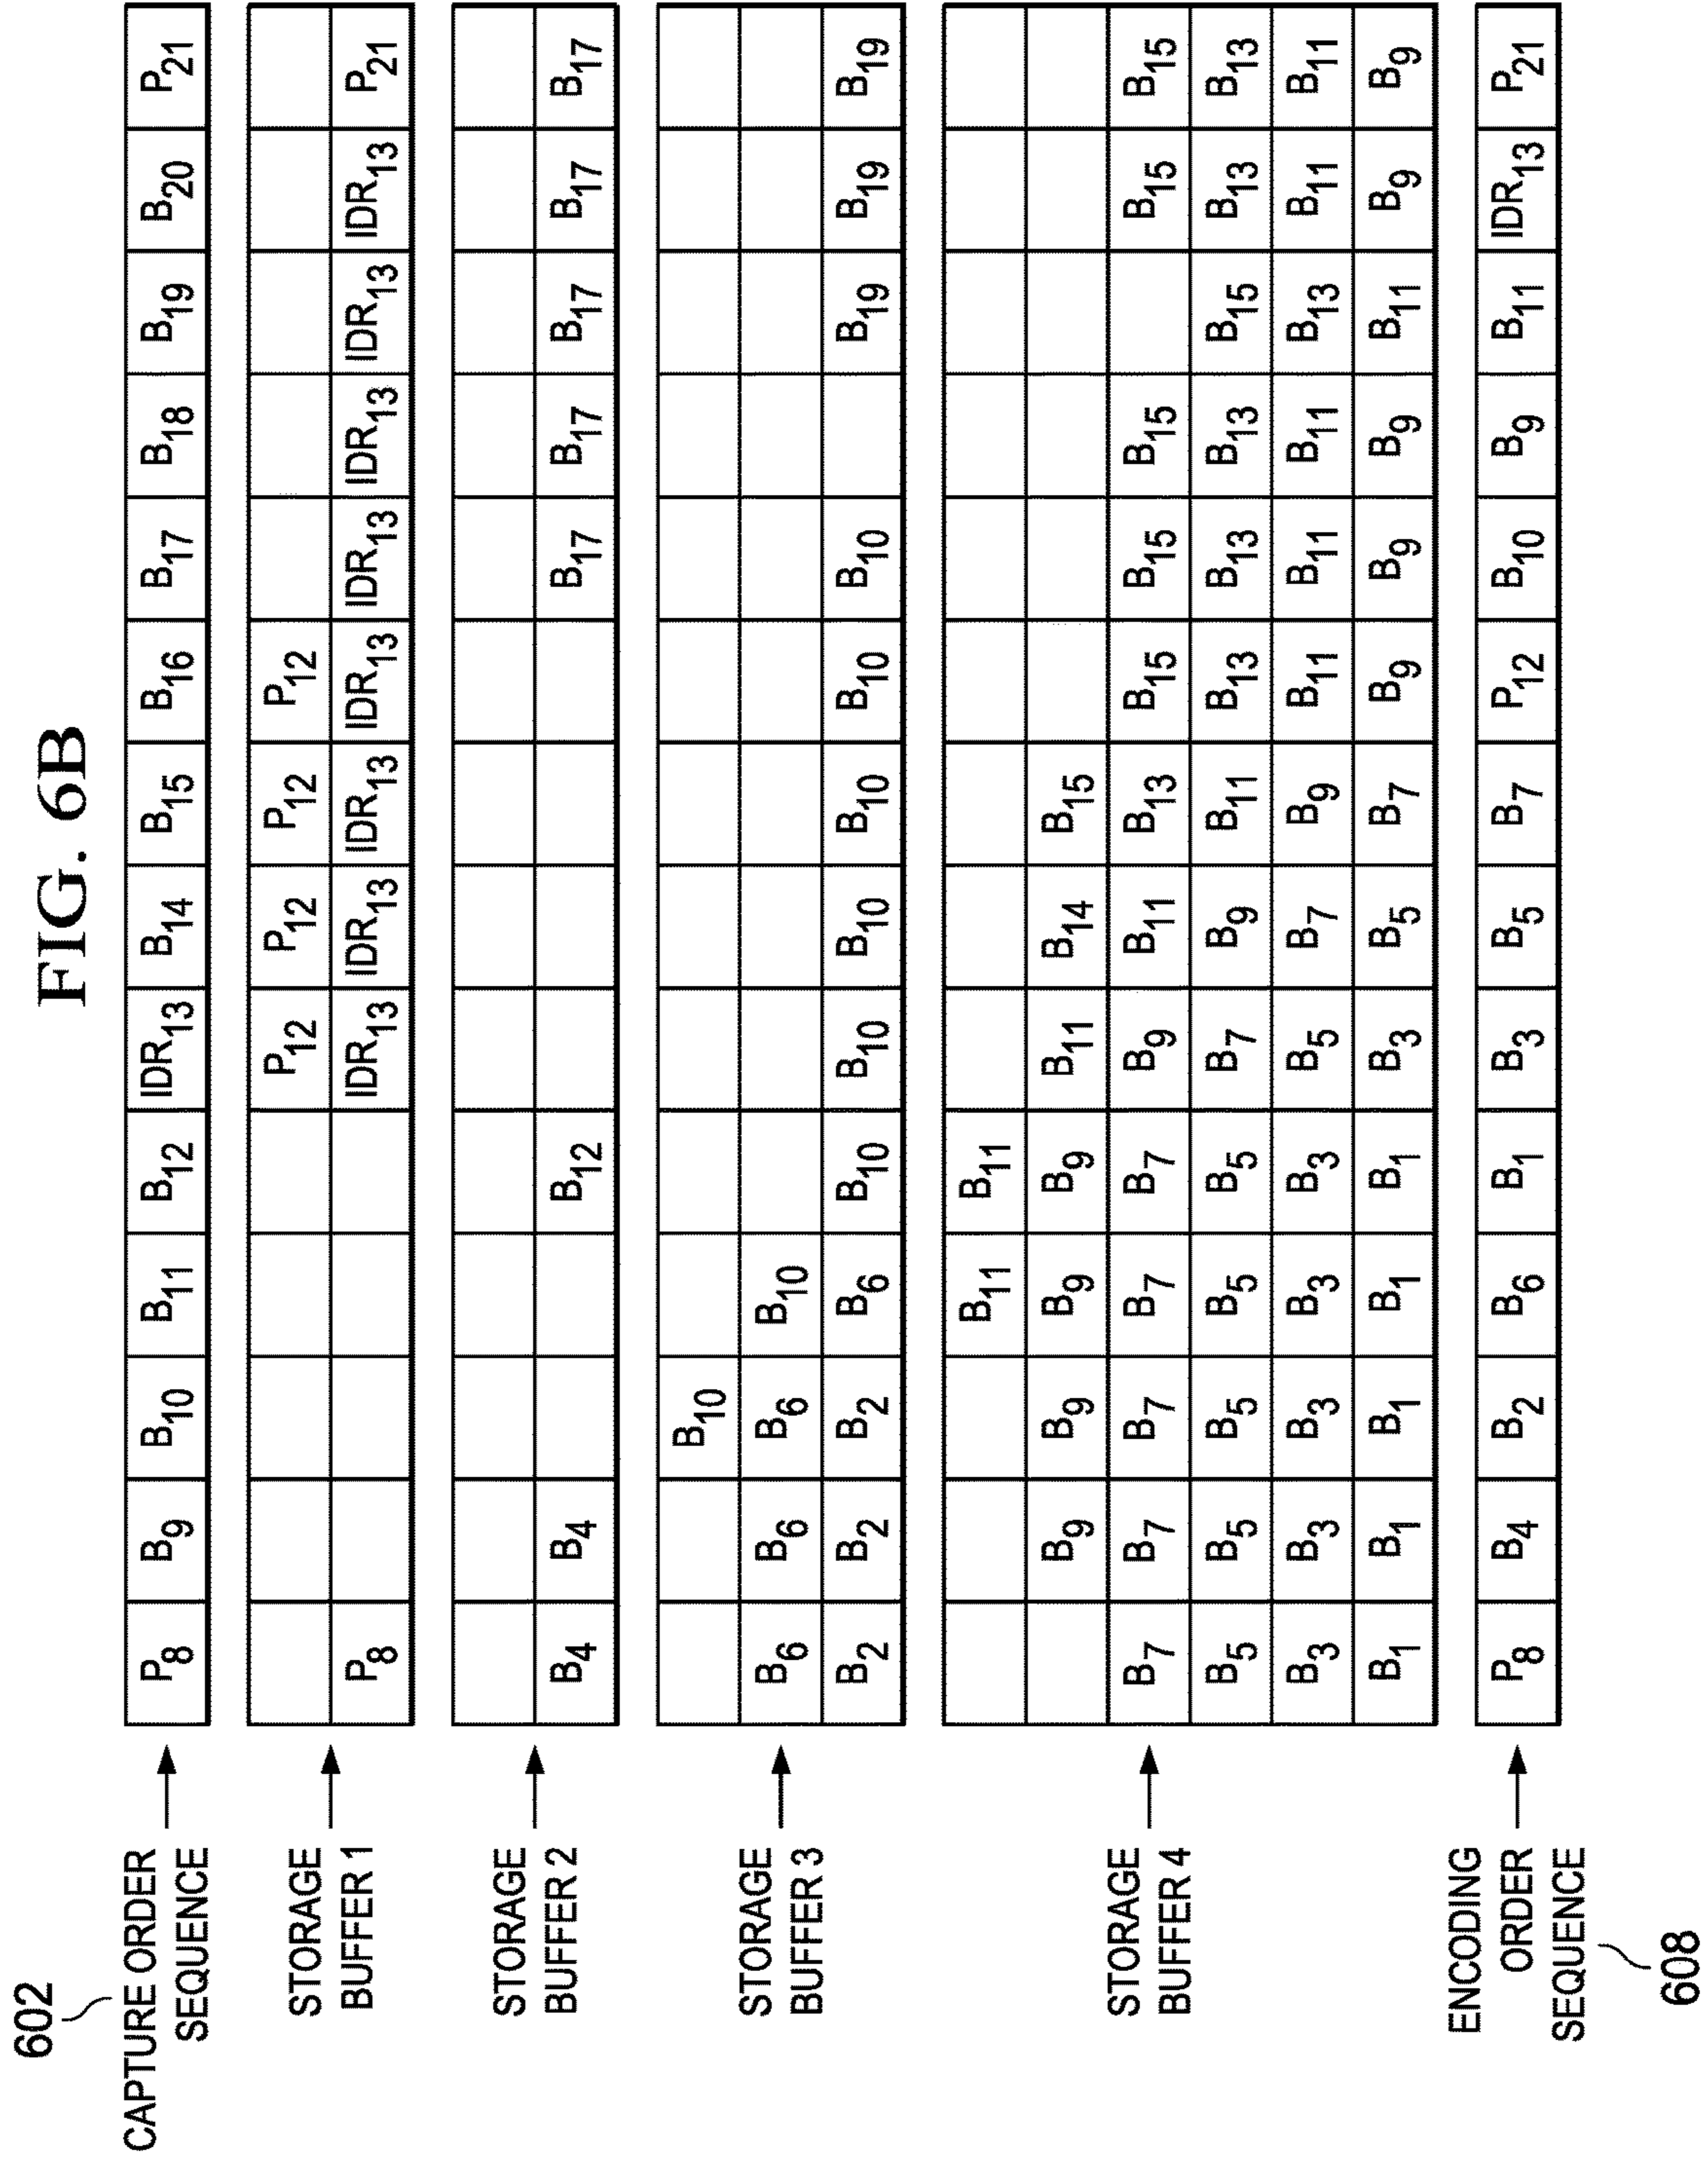 FIG. 6B
602
CAPTURE ORDER
SEQUENCE
P8 B9 B10 B11 B12 IDR13 B14 B15 B16 B17 B18 B19 B20 P21
STORAGE
BUFFER 1
P12 P12 P12 P12
P8 IDR13 IDR13 IDR13 IDR13 IDR13 IDR13 IDR13 IDR13 P21
STORAGE
BUFFER 2
B4 B4 B12 B17 B17 B17 B17 B17
STORAGE
BUFFER 3
B10
B6 B6 B6 B10
B2 B2 B2 B6 B10 B10 B10 B10 B10 B10 B19 B19 B19
STORAGE
BUFFER 4
B11 B11
B9 B9 B9 B9 B11 B14 B15
B7 B7 B7 B7 B7 B9 B11 B13 B15 B15 B15 B15 B15
B5 B5 B5 B5 B5 B7 B9 B11 B13 B13 B13 B15 B13 B13
B3 B3 B3 B3 B3 B5 B7 B9 B11 B11 B11 B13 B11 B11
B1 B1 B1 B1 B1 B3 B5 B7 B9 B9 B9 B11 B9 B9
ENCODING
ORDER
SEQUENCE
P8 B4 B2 B6 B1 B3 B5 B7 P12 B10 B9 B11 IDR13 P21
608